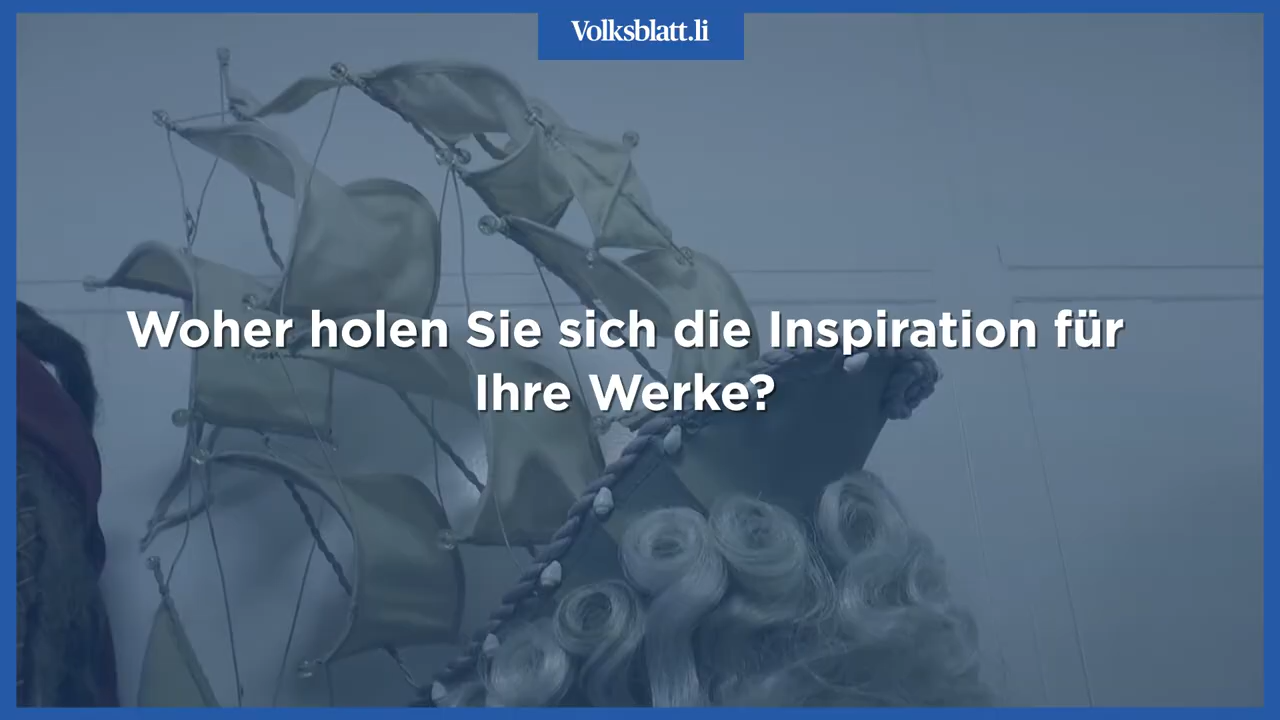 Volksblatt.li
Woher holen Sie sich die Inspiration für
Ihre Werke?